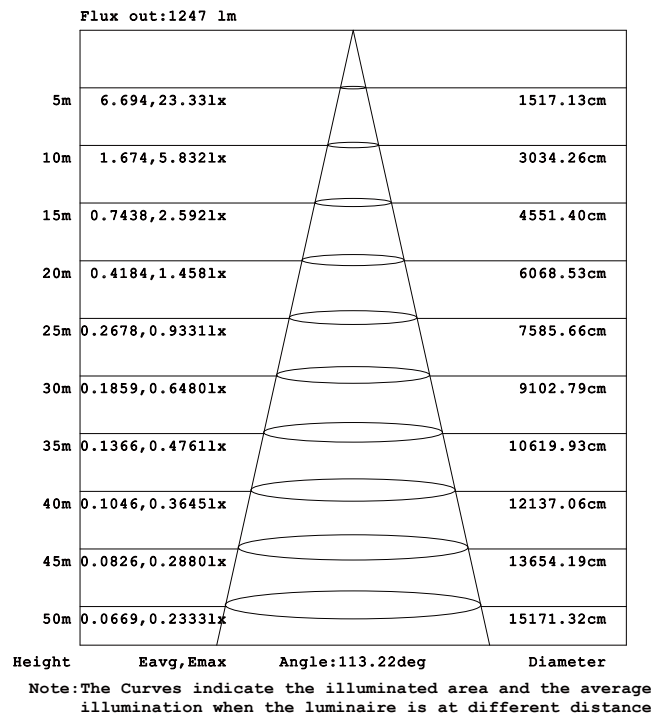 Flux out:1247 lm
5m 6.694,23.33lx 1517.13cm
10m 1.674,5.832lx 3034.26cm
15m 0.7438,2.592lx 4551.40cm
20m 0.4184,1.458lx 6068.53cm
25m 0.2678,0.9331lx 7585.66cm
30m 0.1859,0.6480lx 9102.79cm
35m 0.1366,0.4761lx 10619.93cm
40m 0.1046,0.3645lx 12137.06cm
45m 0.0826,0.2880lx 13654.19cm
50m 0.0669,0.2333lx 15171.32cm
Height Eavg,Emax Angle:113.22deg Diameter
Note:The Curves indicate the illuminated area and the average
illumination when the luminaire is at different distance